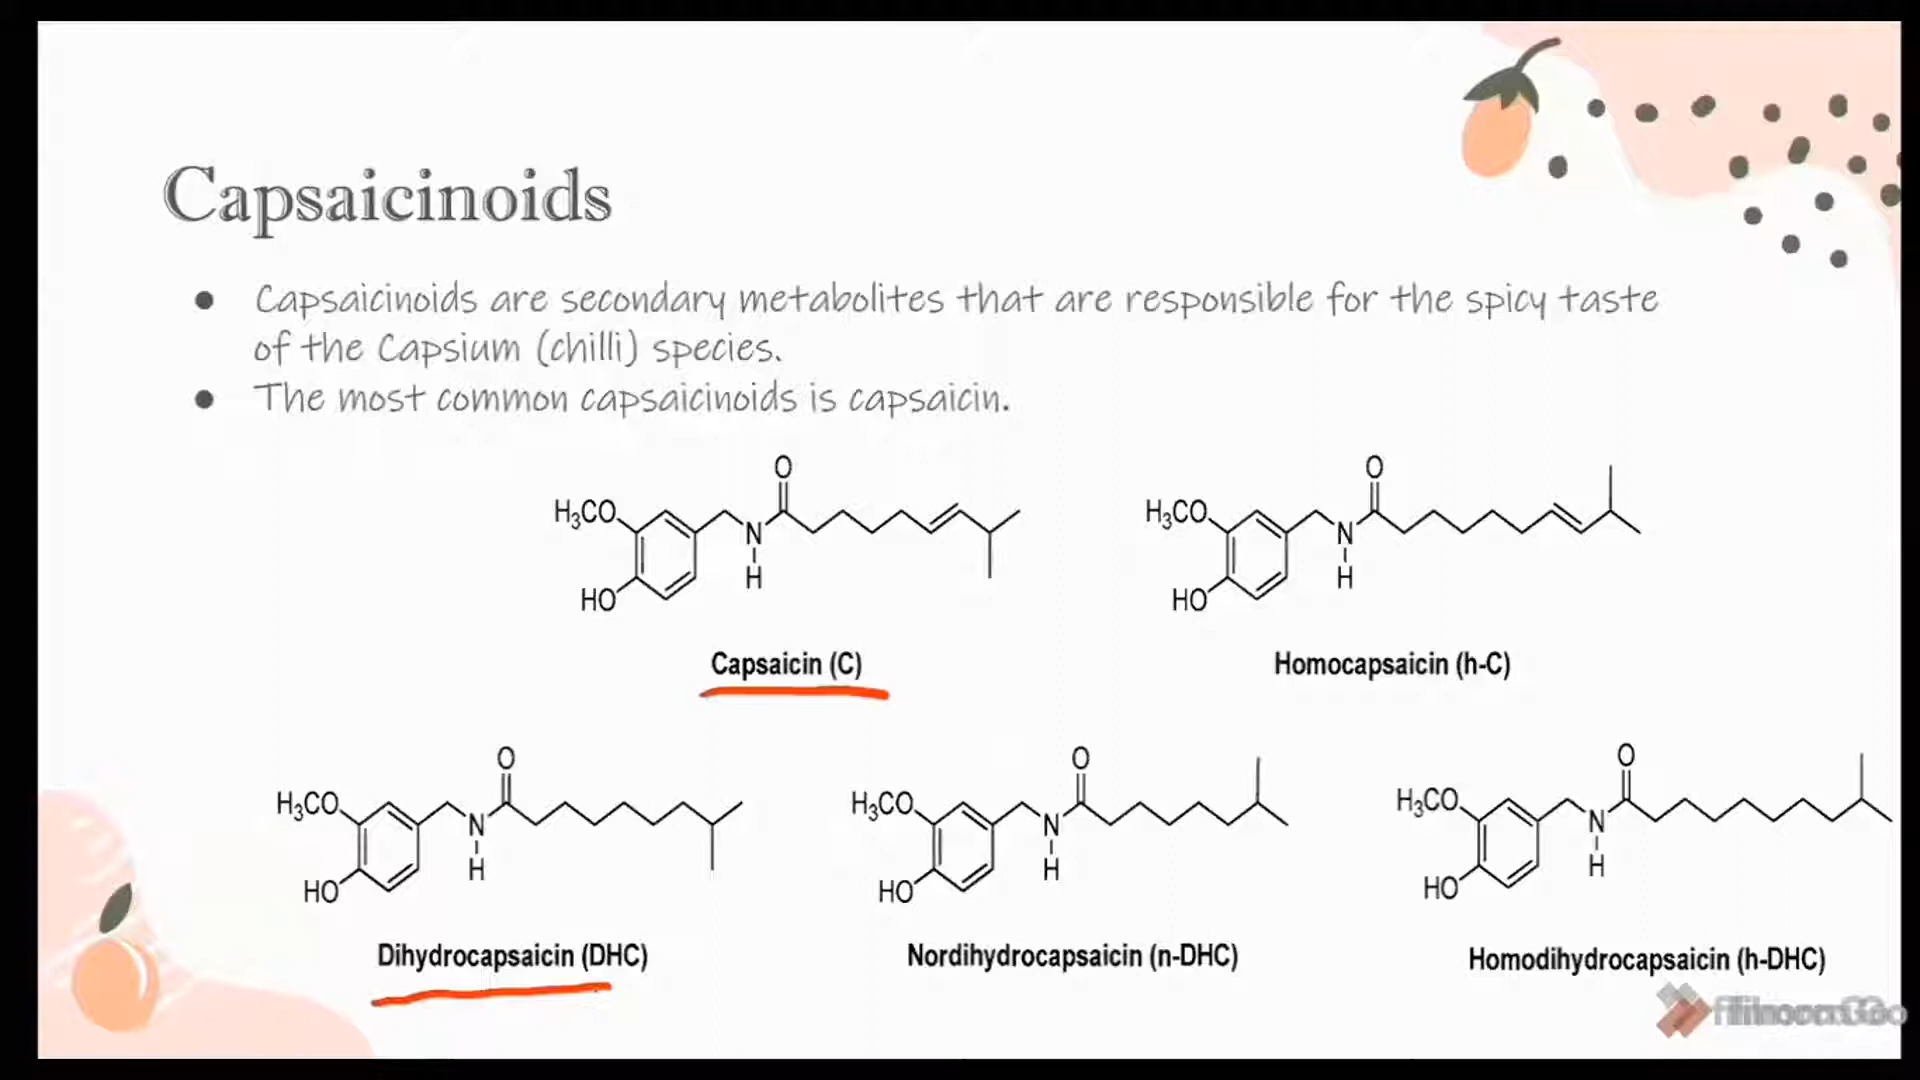 Capsaicinoids
● Capsaicinoids are secondary metabolites that are responsible for the spicy taste
of the Capsium (chilli) species.
● The most common capsaicinoids is capsaicin.
O
H₃CO
N
H
HO
Capsaicin (C)
O
H₃CO
N
H
HO
Homocapsaicin (h-C)
O
H₃CO
N
H
HO
Dihydrocapsaicin (DHC)
O
H₃CO
N
H
HO
Nordihydrocapsaicin (n-DHC)
O
H₃CO
N
H
HO
Homodihydrocapsaicin (h-DHC)